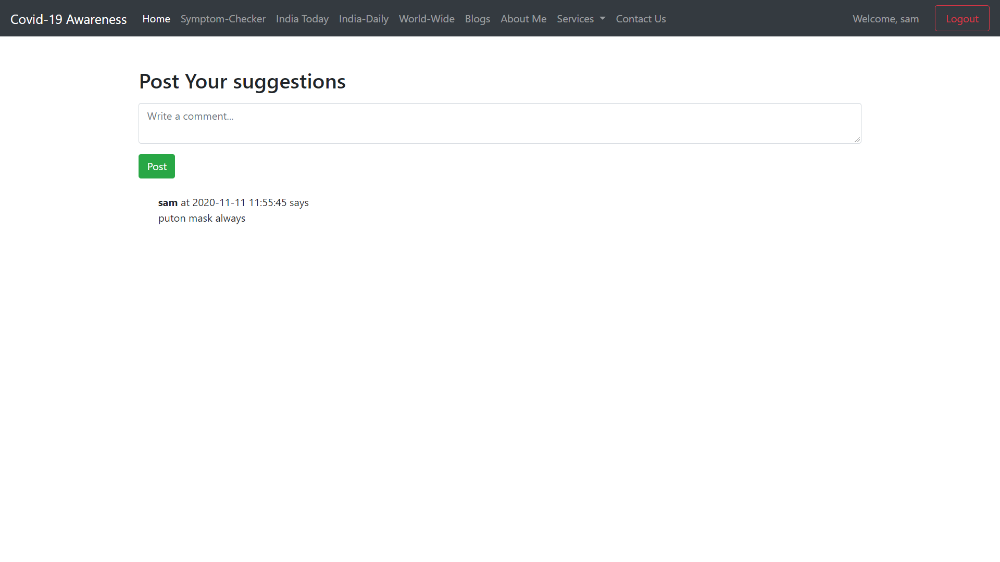 Covid-19 Awareness Home Symptom-Checker India Today India-Daily World-Wide Blogs About Me Services Contact Us Welcome, sam Logout
Post Your suggestions
Write a comment...
Post
sam at 2020-11-11 11:55:45 says
puton mask always